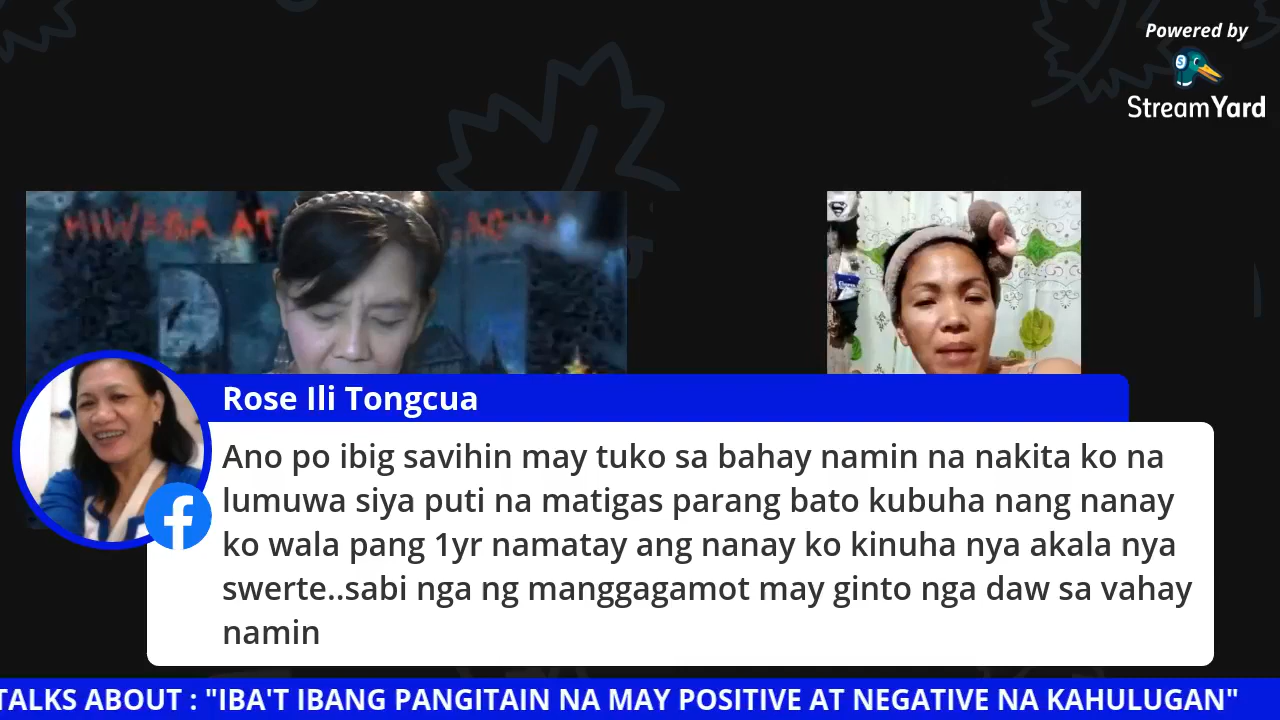 Powered by
StreamYard
HIWAGA AT
Rose Ili Tongcua
Ano po ibig savihin may tuko sa bahay namin na nakita ko na
lumuwa siya puti na matigas parang bato kubuha nang nanay
ko wala pang 1yr namatay ang nanay ko kinuha nya akala nya
swerte..sabi nga ng manggagamot may ginto nga daw sa vahay
namin
TALKS ABOUT : "IBA'T IBANG PANGITAIN NA MAY POSITIVE AT NEGATIVE NA KAHULUGAN"